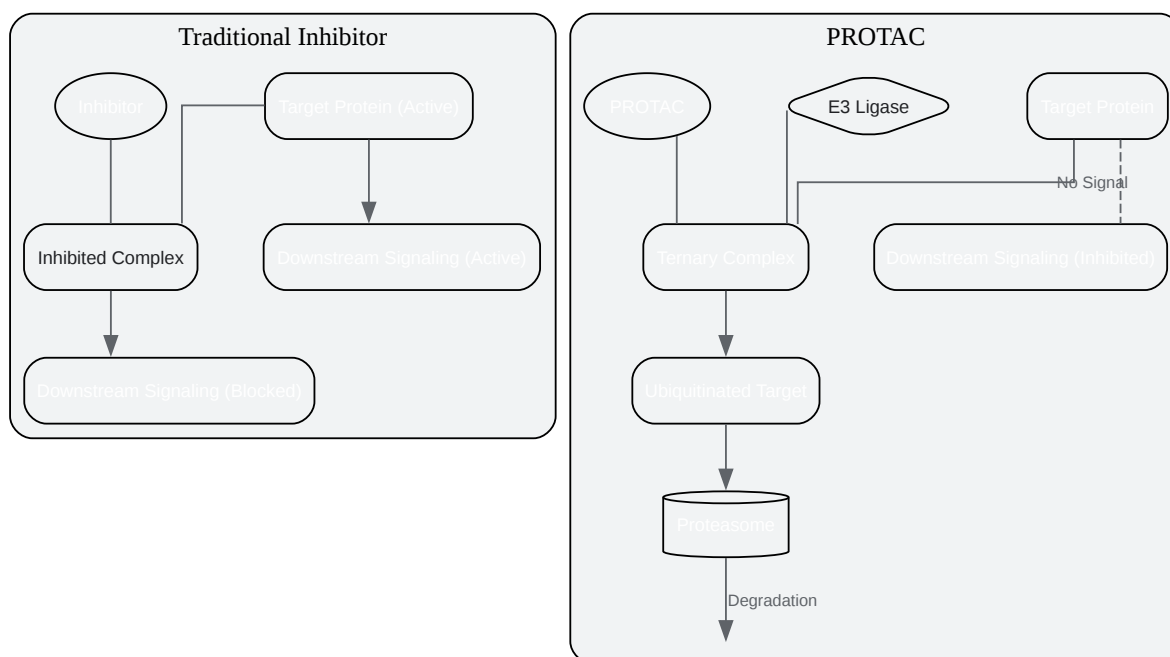 Traditional Inhibitor
Inhibitor
Target Protein (Active)
Inhibited Complex
Downstream Signaling (Active)
Downstream Signaling (Blocked)
PROTAC
PROTAC
E3 Ligase
Target Protein
No Signal
Ternary Complex
Downstream Signaling (Inhibited)
Ubiquitinated Target
Proteasome
Degradation